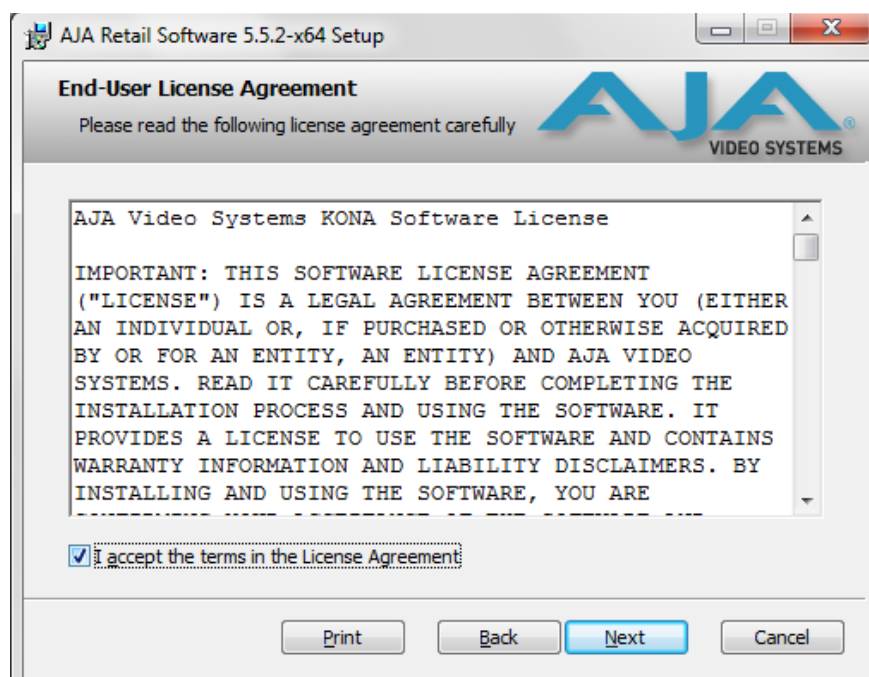 AJA Retail Software 5.5.2-x64 Setup
End-User License Agreement
Please read the following license agreement carefully
AJA
VIDEO SYSTEMS
AJA Video Systems KONA Software License
IMPORTANT: THIS SOFTWARE LICENSE AGREEMENT
("LICENSE") IS A LEGAL AGREEMENT BETWEEN YOU (EITHER
AN INDIVIDUAL OR, IF PURCHASED OR OTHERWISE ACQUIRED
BY OR FOR AN ENTITY, AN ENTITY) AND AJA VIDEO
SYSTEMS. READ IT CAREFULLY BEFORE COMPLETING THE
INSTALLATION PROCESS AND USING THE SOFTWARE. IT
PROVIDES A LICENSE TO USE THE SOFTWARE AND CONTAINS
WARRANTY INFORMATION AND LIABILITY DISCLAIMERS. BY
INSTALLING AND USING THE SOFTWARE, YOU ARE
I accept the terms in the License Agreement
Print Back Next Cancel